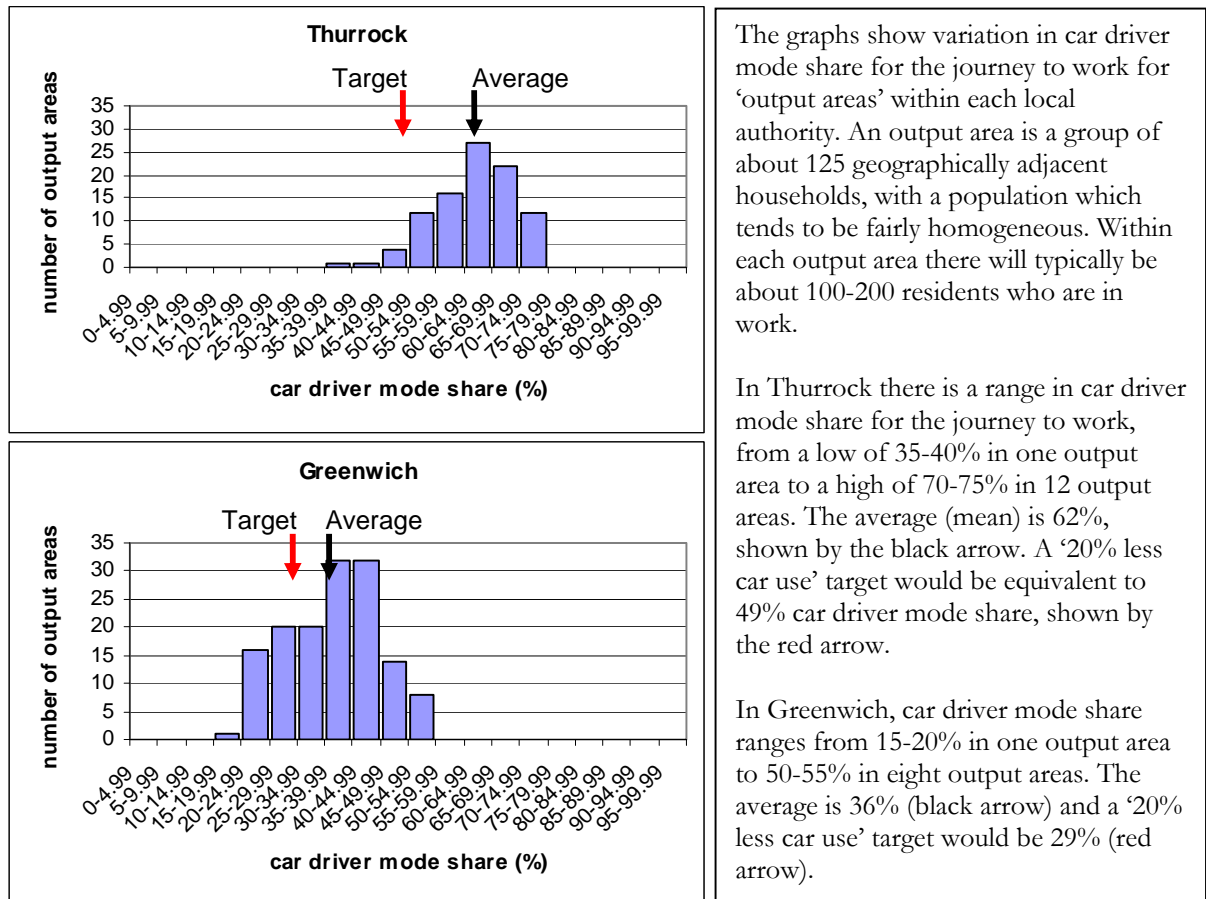 Thurrock
Target
Average
number of output areas
35
30
25
20
15
10
5
0
0-4.99
5-9.99
10-14.99
15-19.99
20-24.99
25-29.99
30-34.99
35-39.99
40-44.99
45-49.99
50-54.99
55-59.99
60-64.99
65-69.99
70-74.99
75-79.99
80-84.99
85-89.99
90-94.99
95-99.99
car driver mode share (%)
Greenwich
Target
Average
number of output areas
35
30
25
20
15
10
5
0
0-4.99
5-9.99
10-14.99
15-19.99
20-24.99
25-29.99
30-34.99
35-39.99
40-44.99
45-49.99
50-54.99
55-59.99
60-64.99
65-69.99
70-74.99
75-79.99
80-84.99
85-89.99
90-94.99
95-99.99
car driver mode share (%)
The graphs show variation in car driver
mode share for the journey to work for
‘output areas’ within each local
authority. An output area is a group of
about 125 geographically adjacent
households, with a population which
tends to be fairly homogeneous. Within
each output area there will typically be
about 100-200 residents who are in
work.
In Thurrock there is a range in car driver
mode share for the journey to work,
from a low of 35-40% in one output
area to a high of 70-75% in 12 output
areas. The average (mean) is 62%,
shown by the black arrow. A ‘20% less
car use’ target would be equivalent to
49% car driver mode share, shown by
the red arrow.
In Greenwich, car driver mode share
ranges from 15-20% in one output area
to 50-55% in eight output areas. The
average is 36% (black arrow) and a ‘20%
less car use’ target would be 29% (red
arrow).